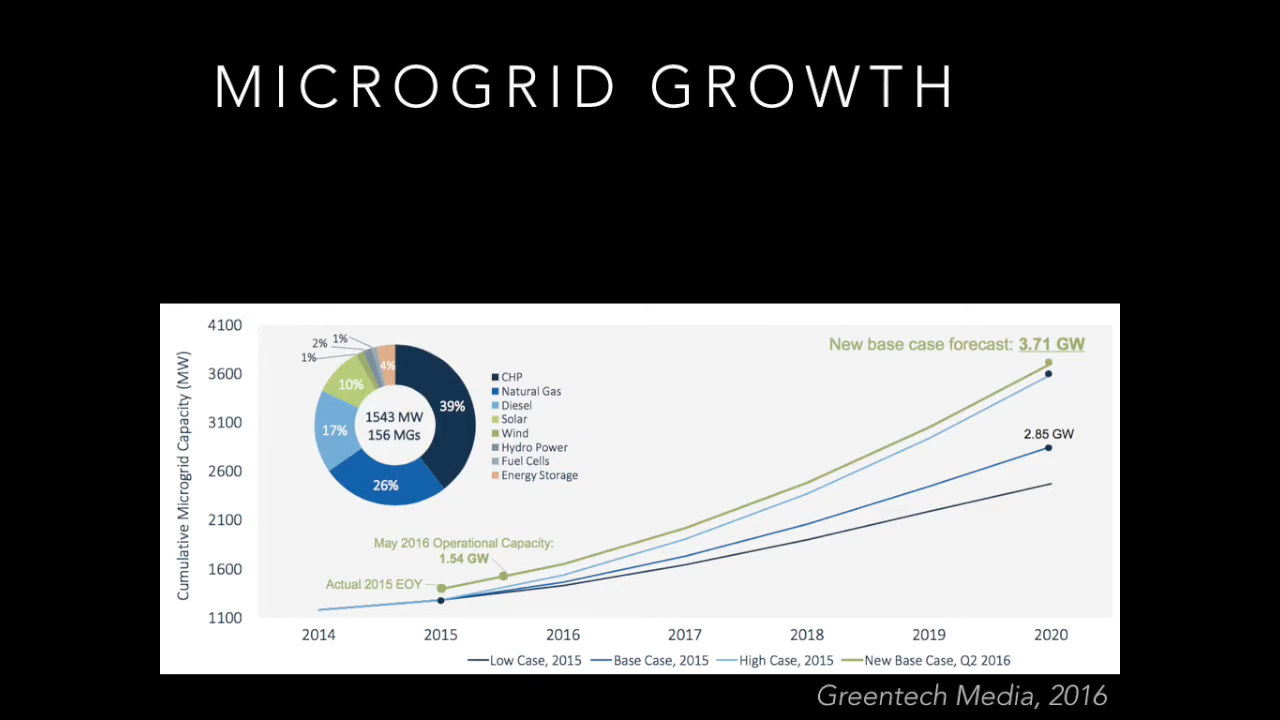 MICROGRID GROWTH
4100
3600
3100
2600
2100
1600
1100
Cumulative Microgrid Capacity (MW)
2% 1%
1%
4%
10%
39%
17%
26%
1543 MW
156 MGs
CHP
Natural Gas
Diesel
Solar
Wind
Hydro Power
Fuel Cells
Energy Storage
New base case forecast: 3.71 GW
2.85 GW
May 2016 Operational Capacity:
1.54 GW
Actual 2015 EOY
2014 2015 2016 2017 2018 2019 2020
Low Case, 2015 Base Case, 2015 High Case, 2015 New Base Case, Q2 2016
Greentech Media, 2016